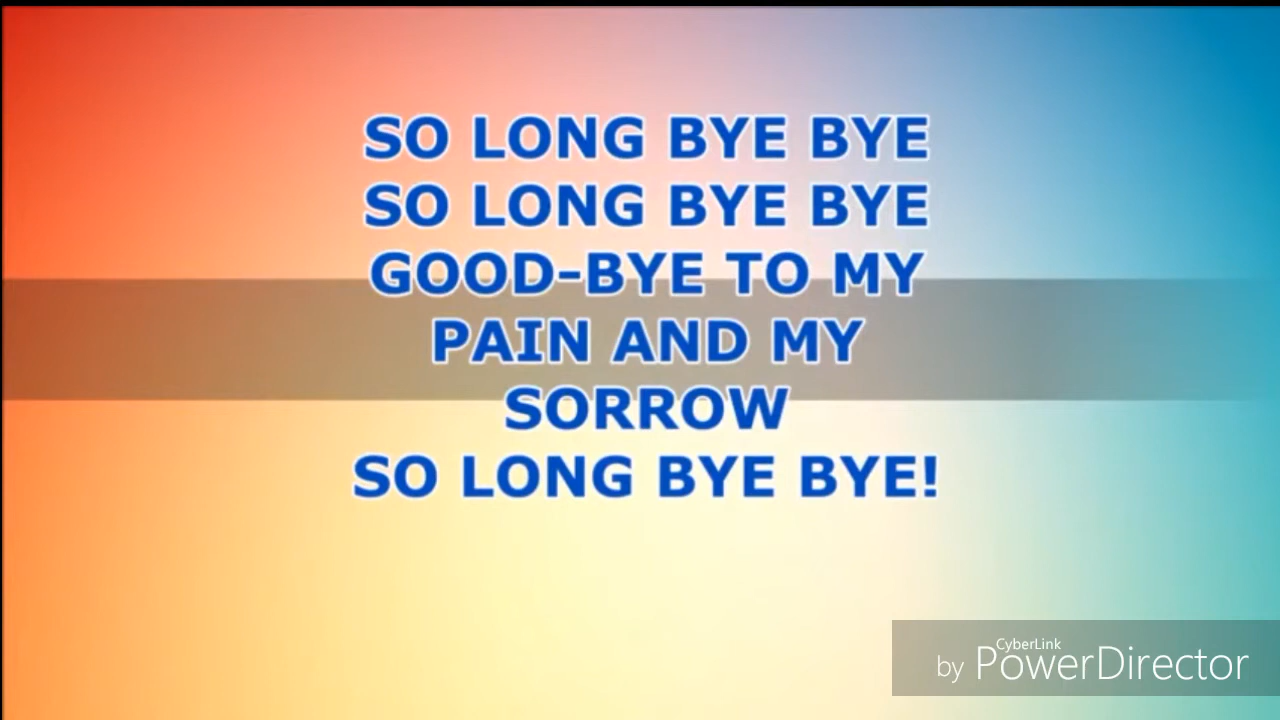 SO LONG BYE BYE
SO LONG BYE BYE
GOOD-BYE TO MY
PAIN AND MY
SORROW
SO LONG BYE BYE!
CyberLink
by PowerDirector